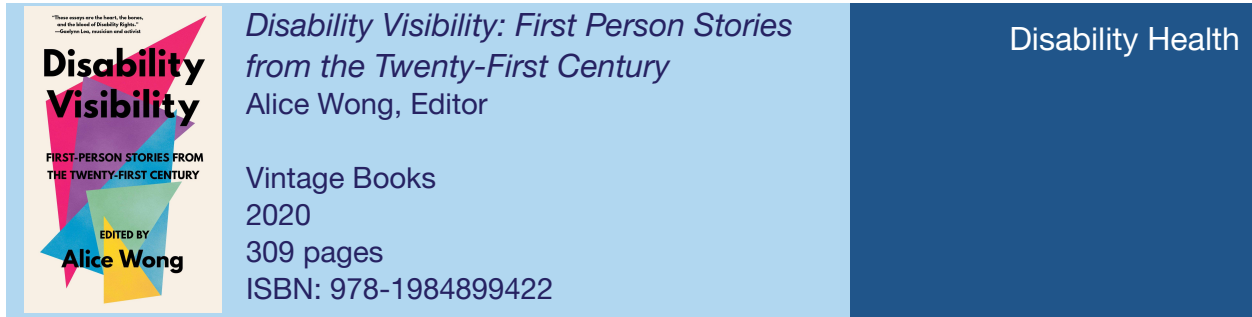 "These essays are the heart, the bones,
and the blood of Disability Rights."
—Gaelynn Lea, musician and activist
Disability
Visibility
FIRST-PERSON STORIES FROM
THE TWENTY-FIRST CENTURY
EDITED BY
Alice Wong
Disability Visibility: First Person Stories
from the Twenty-First Century
Alice Wong, Editor
Vintage Books
2020
309 pages
ISBN: 978-1984899422
Disability Health